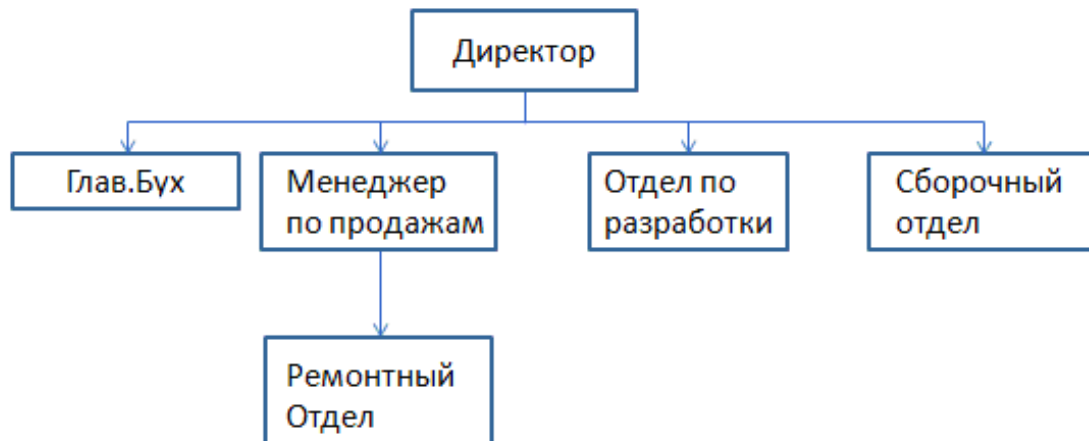 Директор
Глав.Бух
Менеджер
по продажам
Отдел по
разработки
Сборочный
отдел
Ремонтный
Отдел